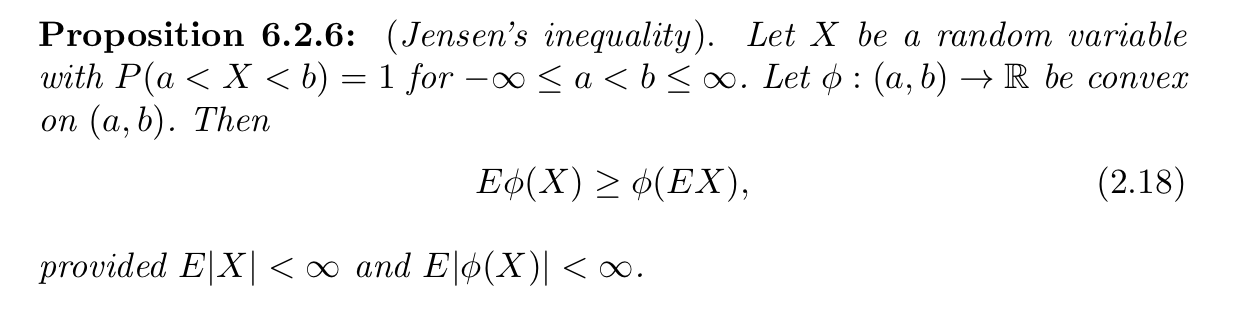 Proposition 6.2.6: (Jensen's inequality). Let X be a random variable
with P(a < X < b) = 1 for −∞ ≤ a < b ≤ ∞. Let ϕ : (a, b) → ℝ be convex
on (a, b). Then
Eϕ(X) ≥ ϕ(EX), (2.18)
provided E|X| < ∞ and E|ϕ(X)| < ∞.